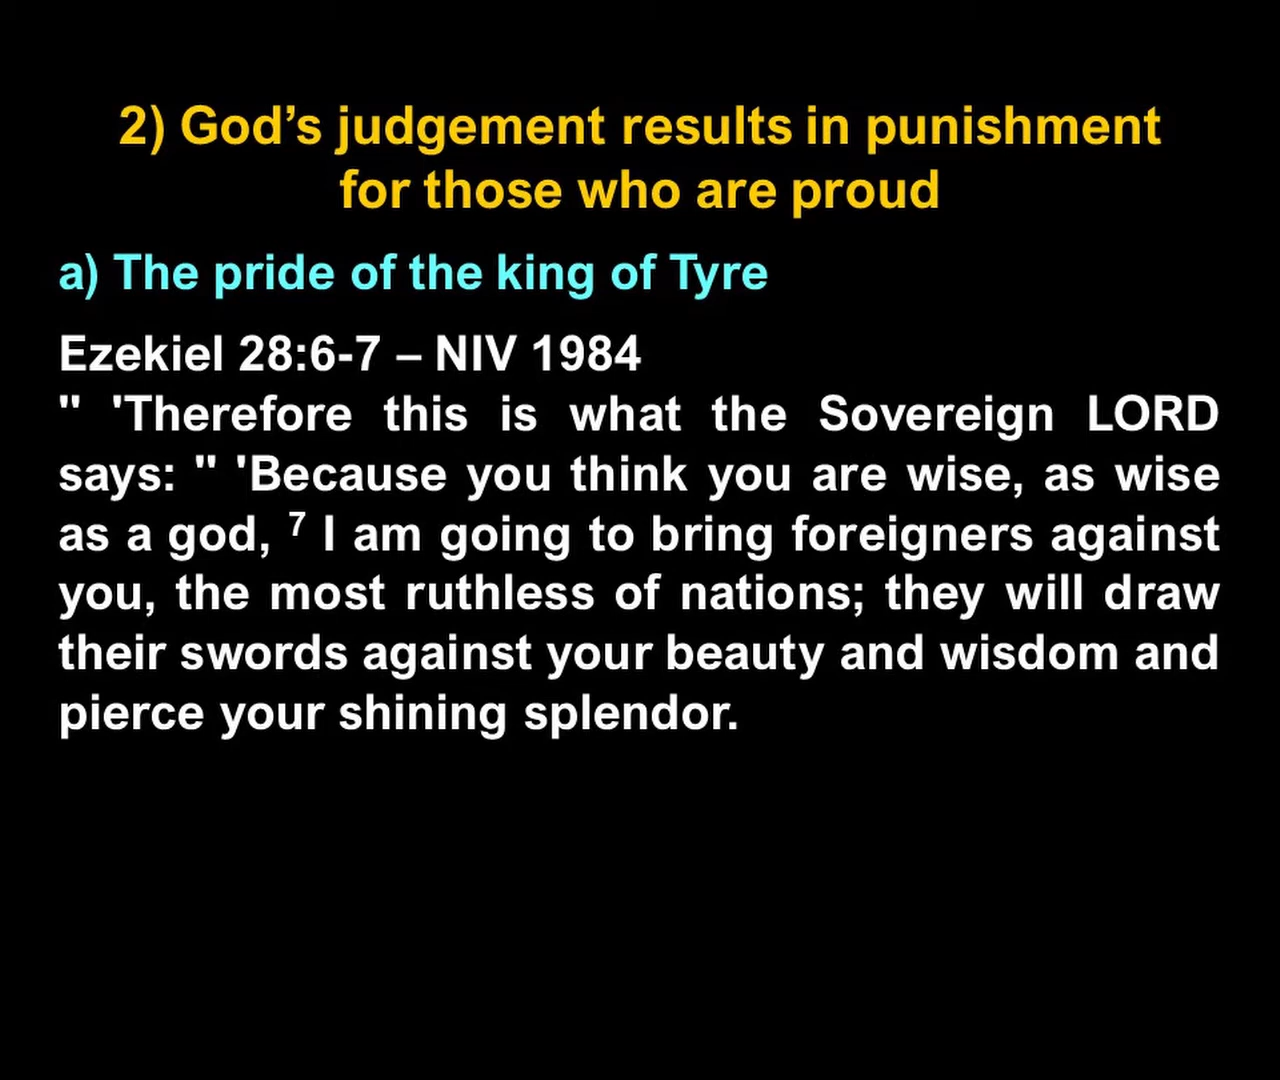 2) God’s judgement results in punishment
for those who are proud
a) The pride of the king of Tyre
Ezekiel 28:6-7 – NIV 1984
" 'Therefore this is what the Sovereign LORD
says: " 'Because you think you are wise, as wise
as a god, 7 I am going to bring foreigners against
you, the most ruthless of nations; they will draw
their swords against your beauty and wisdom and
pierce your shining splendor.